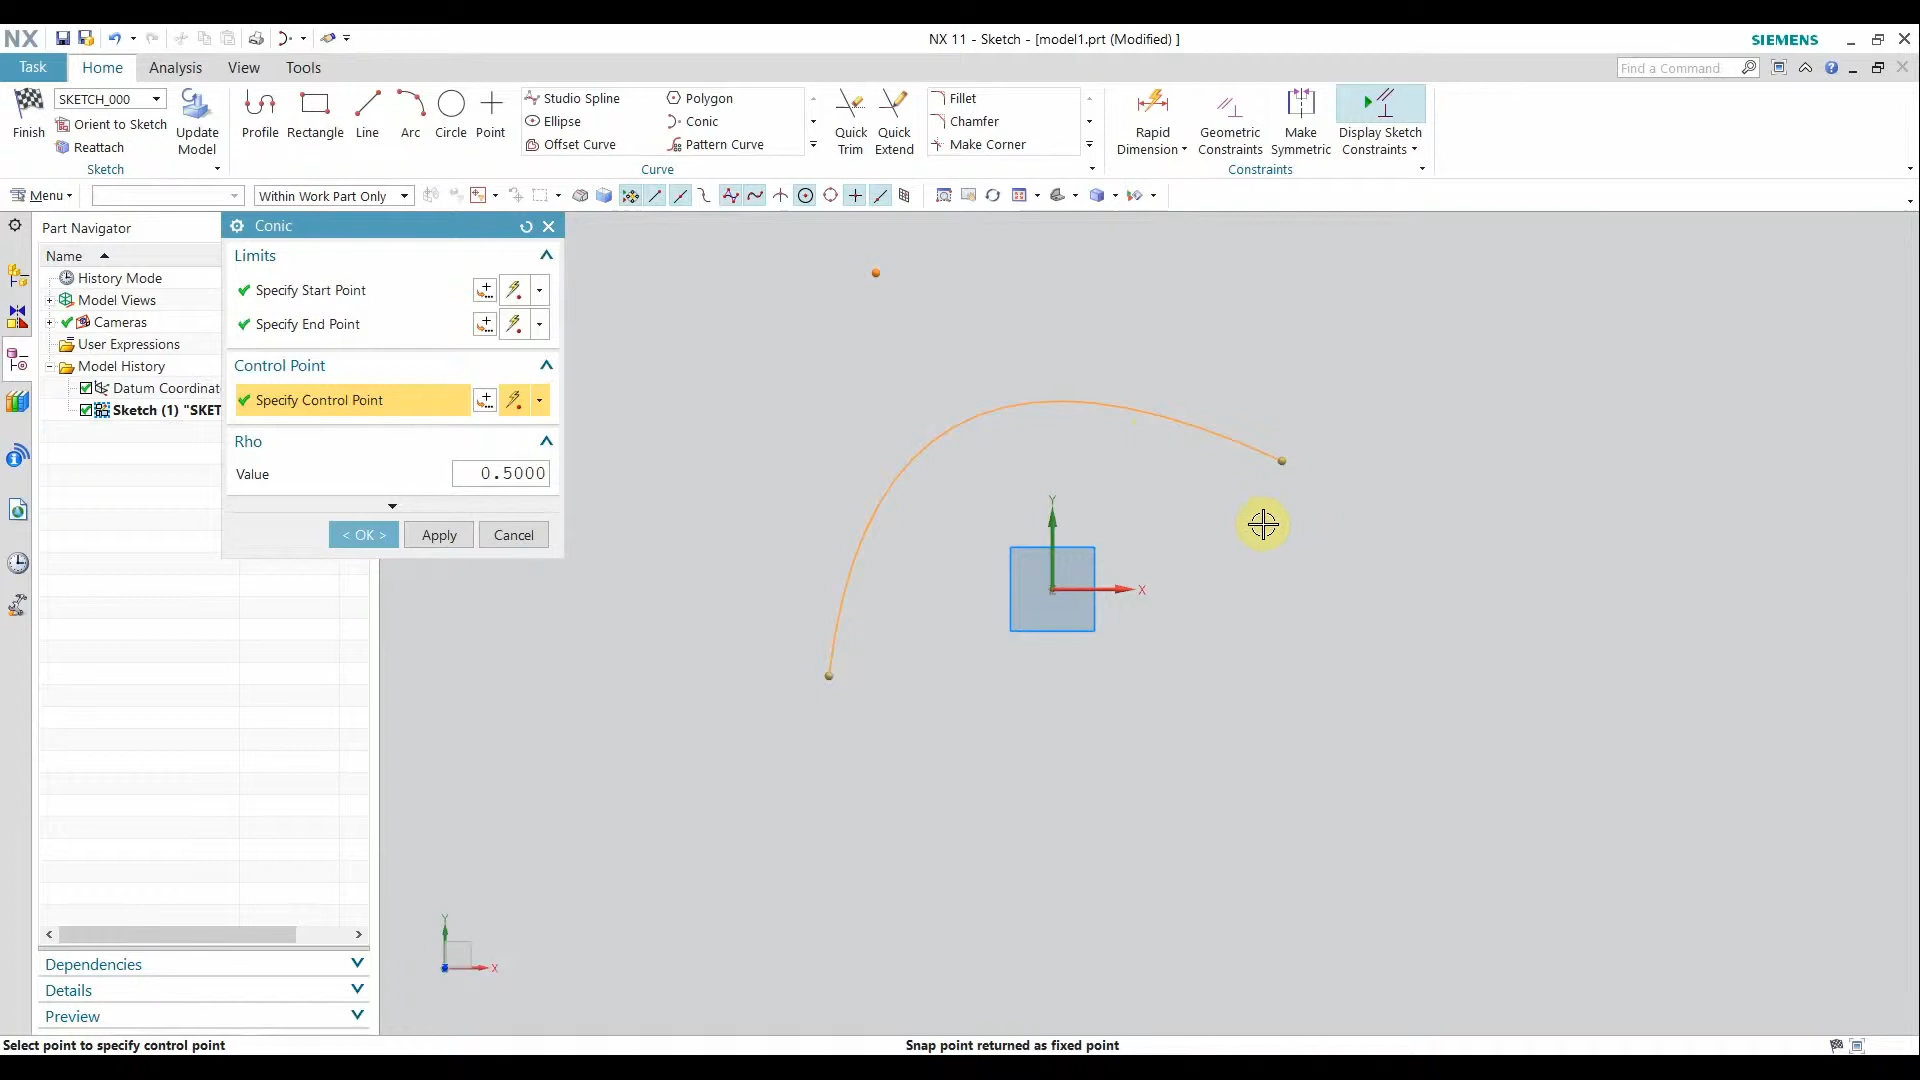 NX
NX 11 - Sketch - [model1.prt (Modified) ]
SIEMENS
Task Home Analysis View Tools
Find a Command
Finish
SKETCH_000
Orient to Sketch
Reattach
Update Model
Sketch
Profile Rectangle Line Arc Circle Point
Studio Spline
Ellipse
Offset Curve
Polygon
Conic
Pattern Curve
Quick Trim
Quick Extend
Fillet
Chamfer
Make Corner
Curve
Rapid Dimension
Geometric Constraints
Make Symmetric
Display Sketch Constraints
Constraints
Menu
Within Work Part Only
Part Navigator
Name
History Mode
Model Views
Cameras
User Expressions
Model History
Datum Coordinat
Sketch (1) "SKET
Conic
Limits
Specify Start Point
Specify End Point
Control Point
Specify Control Point
Rho
Value 0.5000
< OK > Apply Cancel
Y
X
Y
X
Dependencies
Details
Preview
Select point to specify control point
Snap point returned as fixed point